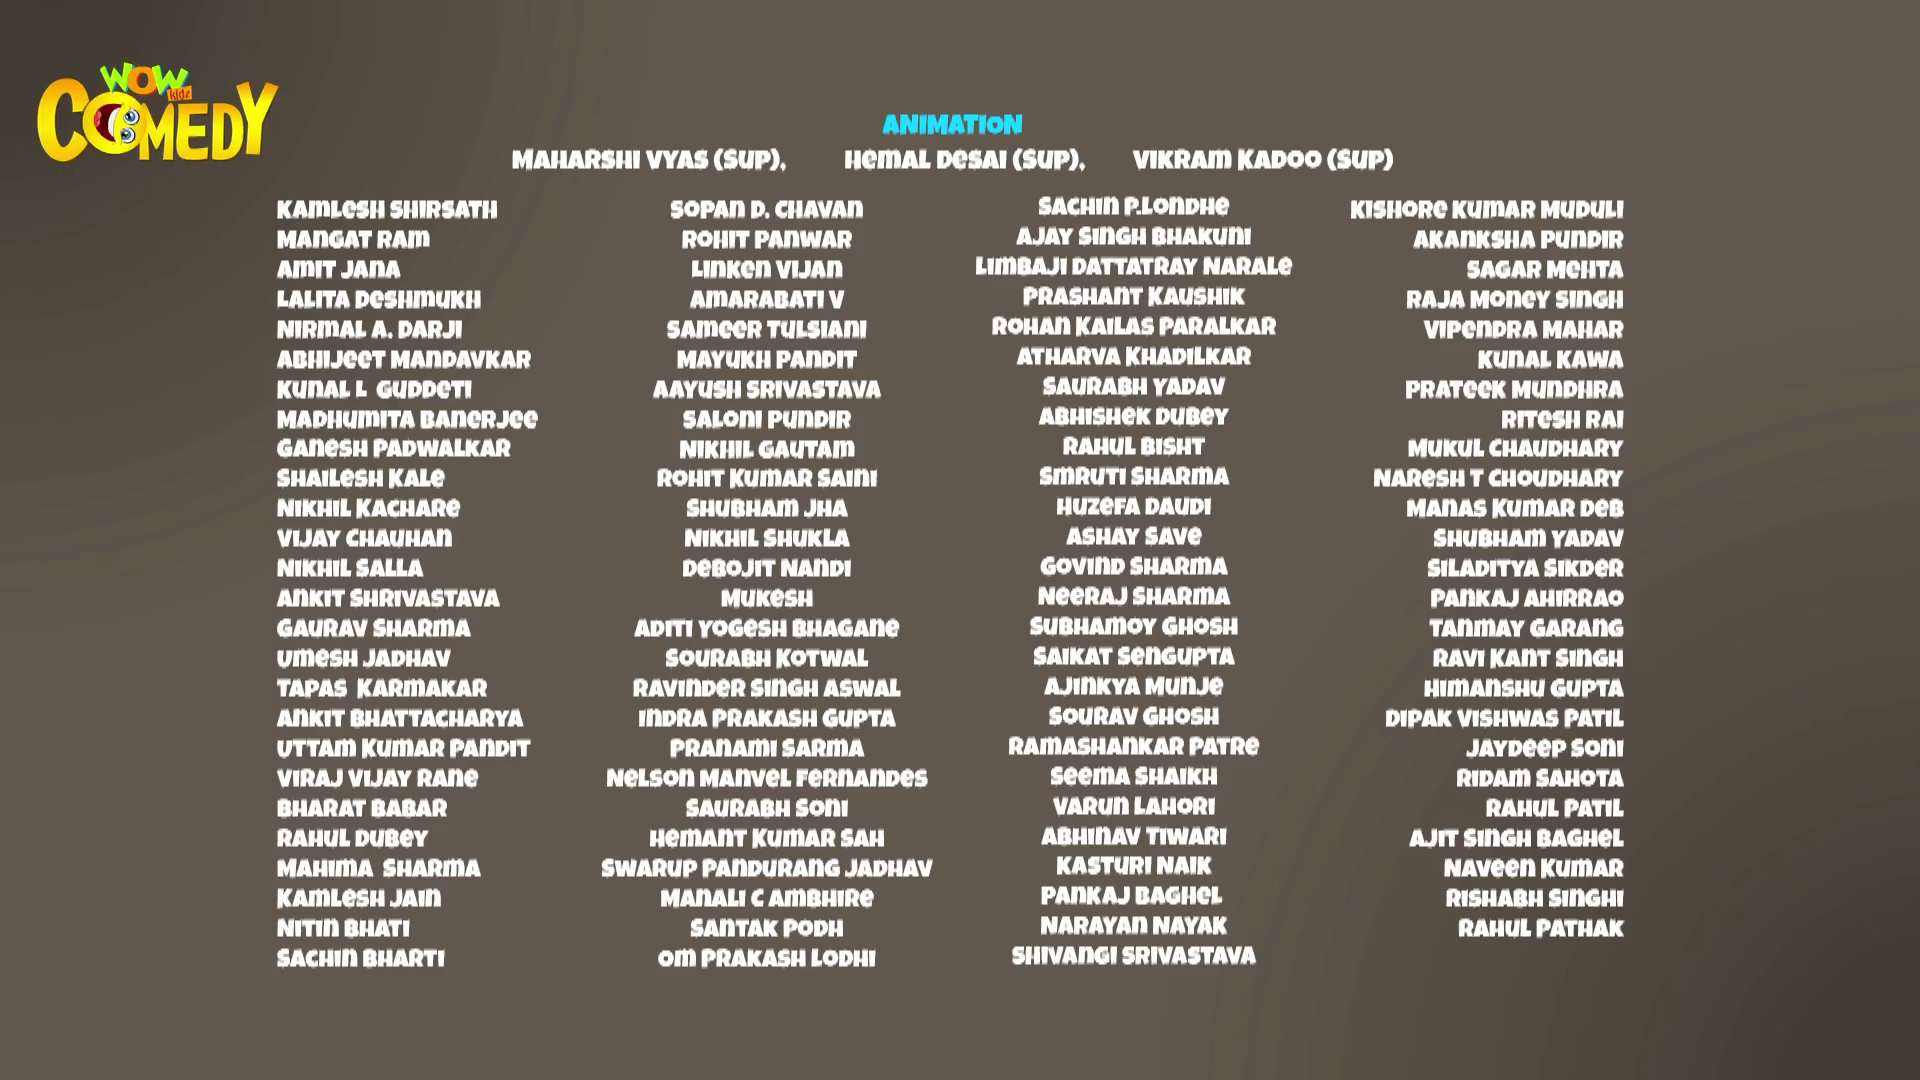 WOW
kidz
COMEDY
ANIMATION
MAHARSHI VYAS (SUP), HEMAL DESAI (SUP), VIKRAM KADOO (SUP)
KAMLESH SHIRSATH
MANGAT RAM
AMIT JANA
LALITA DESHMUKH
NIRMAL A. DARJI
ABHIJEET MANDAVKAR
KUNAL L GUDDETI
MADHUMITA BANERJEE
GANESH PADWALKAR
SHAILESH KALE
NIKHIL KACHARE
VIJAY CHAUHAN
NIKHIL SALLA
ANKIT SHRIVASTAVA
GAURAV SHARMA
UMESH JADHAV
TAPAS KARMAKAR
ANKIT BHATTACHARYA
UTTAM KUMAR PANDIT
VIRAJ VIJAY RANE
BHARAT BABAR
RAHUL DUBEY
MAHIMA SHARMA
KAMLESH JAIN
NITIN BHATI
SACHIN BHARTI
SOPAN D. CHAVAN
ROHIT PANWAR
LINKEN VIJAN
AMARABATI V
SAMEER TULSIANI
MAYUKH PANDIT
AAYUSH SRIVASTAVA
SALONI PUNDIR
NIKHIL GAUTAM
ROHIT KUMAR SAINI
SHUBHAM JHA
NIKHIL SHUKLA
DEBOJIT NANDI
MUKESH
ADITI YOGESH BHAGANE
SOURABH KOTWAL
RAVINDER SINGH ASWAL
INDRA PRAKASH GUPTA
PRANAMI SARMA
NELSON MANVEL FERNANDES
SAURABH SONI
HEMANT KUMAR SAH
SWARUP PANDURANG JADHAV
MANALI C AMBHIRE
SANTAK PODH
OM PRAKASH LODHI
SACHIN P.LONDHE
AJAY SINGH BHAKUNI
LIMBAJI DATTATRAY NARALE
PRASHANT KAUSHIK
ROHAN KAILAS PARALKAR
ATHARVA KHADILKAR
SAURABH YADAV
ABHISHEK DUBEY
RAHUL BISHT
SMRUTI SHARMA
HUZEFA DAUDI
ASHAY SAVE
GOVIND SHARMA
NEERAJ SHARMA
SUBHAMOY GHOSH
SAIKAT SENGUPTA
AJINKYA MUNJE
SOURAV GHOSH
RAMASHANKAR PATRE
SEEMA SHAIKH
VARUN LAHORI
ABHINAV TIWARI
KASTURI NAIK
PANKAJ BAGHEL
NARAYAN NAYAK
SHIVANGI SRIVASTAVA
KISHORE KUMAR MUDULI
AKANKSHA PUNDIR
SAGAR MEHTA
RAJA MONEY SINGH
VIPENDRA MAHAR
KUNAL KAWA
PRATEEK MUNDHRA
RITESH RAI
MUKUL CHAUDHARY
NARESH T CHOUDHARY
MANAS KUMAR DEB
SHUBHAM YADAV
SILADITYA SIKDER
PANKAJ AHIRRAO
TANMAY GARANG
RAVI KANT SINGH
HIMANSHU GUPTA
DIPAK VISHWAS PATIL
JAYDEEP SONI
RIDAM SAHOTA
RAHUL PATIL
AJIT SINGH BAGHEL
NAVEEN KUMAR
RISHABH SINGHI
RAHUL PATHAK